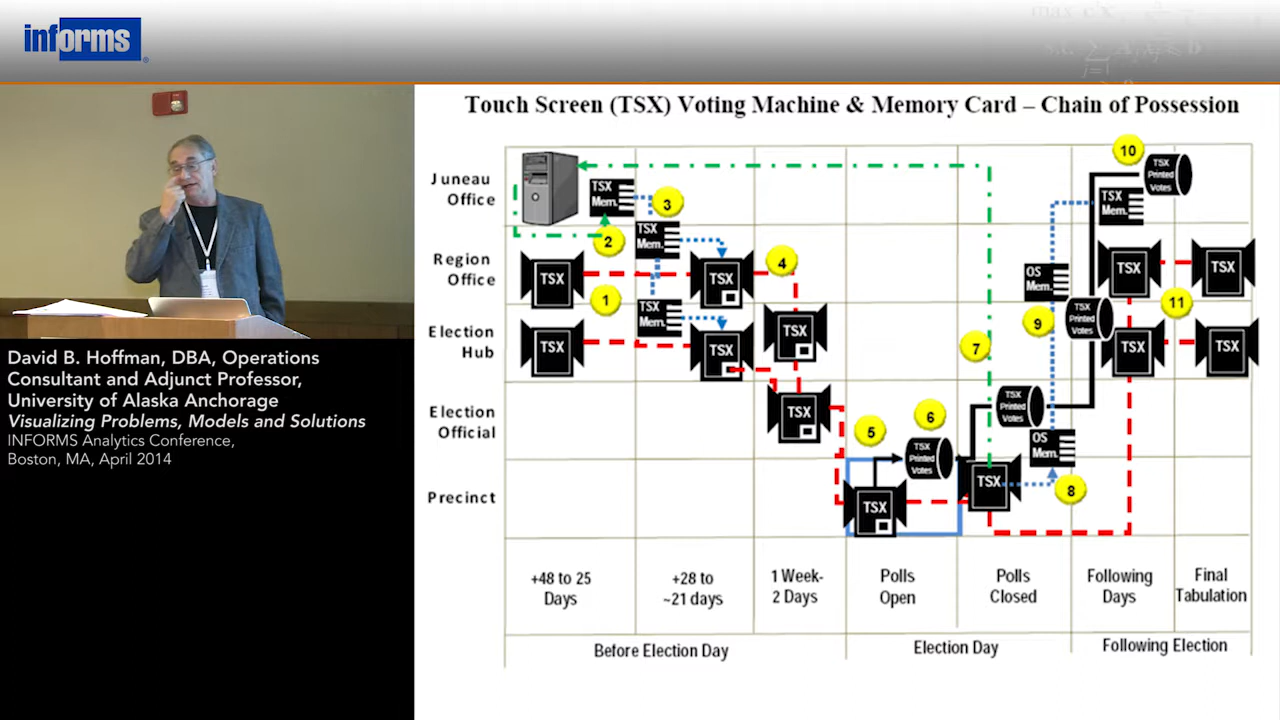 informs
Touch Screen (TSX) Voting Machine & Memory Card – Chain of Possession
Juneau
Office
Region
Office
Election
Hub
Election
Official
Precinct
TSX
Mem.
3
TSX
Mem.
2
4
TSX
TSX
1
TSX
Mem.
TSX
TSX
TSX
TSX
5
6
TSX
Printed
Votes
TSX
7
TSX
8
OS
Mem.
TSX
Printed
Votes
9
OS
Mem.
TSX
Printed
Votes
10
TSX
Printed
Votes
TSX
Mem.
TSX
TSX
11
TSX
TSX
+48 to 25
Days
+28 to
~21 days
1 Week-
2 Days
Polls
Open
Polls
Closed
Following
Days
Final
Tabulation
Before Election Day
Election Day
Following Election
David B. Hoffman, DBA, Operations
Consultant and Adjunct Professor,
University of Alaska Anchorage
Visualizing Problems, Models and Solutions
INFORMS Analytics Conference,
Boston, MA, April 2014